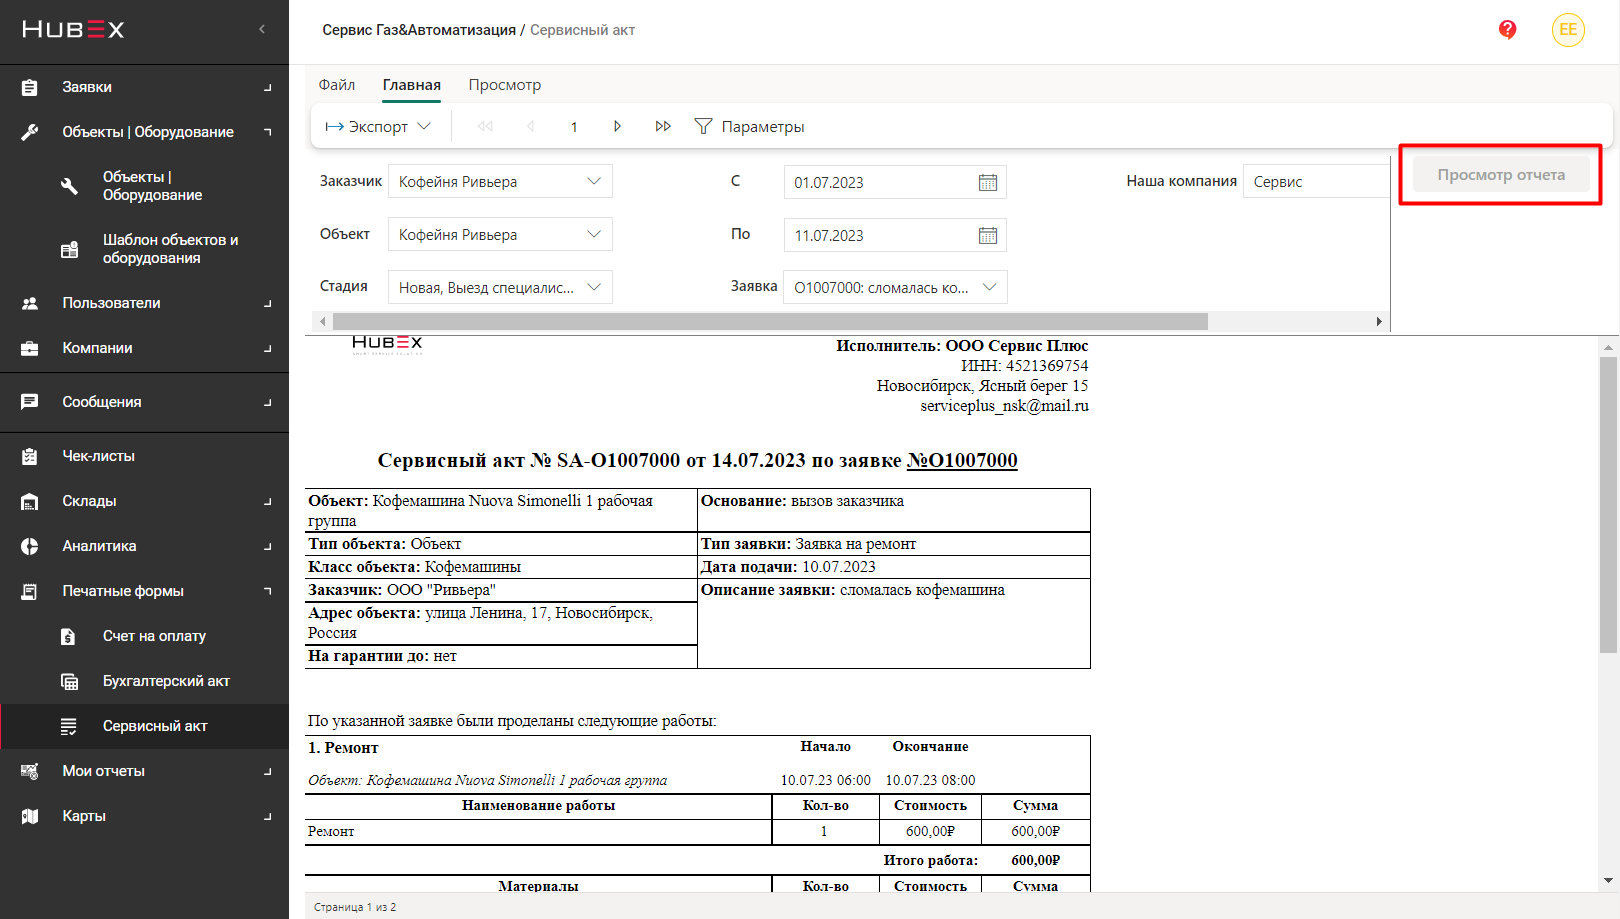 HUBEX
Заявки
Объекты | Оборудование
Объекты |
Оборудование
Шаблон объектов и
оборудования
Пользователи
Компании
Сообщения
Чек-листы
Склады
Аналитика
Печатные формы
Счет на оплату
Бухгалтерский акт
Сервисный акт
Мои отчеты
Карты
Сервис Газ&Автоматизация / Сервисный акт
?
EE
Файл Главная Просмотр
Экспорт 1 Параметры
Заказчик Кофейня Ривьера С 01.07.2023 Наша компания Сервис Просмотр отчета
Объект Кофейня Ривьера По 11.07.2023
Стадия Новая, Выезд специалис... Заявка O1007000: сломалась ко...
HUBEX
Исполнитель: ООО Сервис Плюс
ИНН: 4521369754
Новосибирск, Ясный берег 15
serviceplus_nsk@mail.ru
Сервисный акт № SA-O1007000 от 14.07.2023 по заявке №O1007000
Объект: Кофемашина Nuova Simonelli 1 рабочая
группа
Основание: вызов заказчика
Тип объекта: Объект Тип заявки: Заявка на ремонт
Класс объекта: Кофемашины Дата подачи: 10.07.2023
Заказчик: ООО "Ривьера" Описание заявки: сломалась кофемашина
Адрес объекта: улица Ленина, 17, Новосибирск,
Россия
На гарантии до: нет
По указанной заявке были проделаны следующие работы:
1. Ремонт Начало Окончание
Объект: Кофемашина Nuova Simonelli 1 рабочая группа 10.07.23 06:00 10.07.23 08:00
Наименование работы Кол-во Стоимость Сумма
Ремонт 1 600,00₽ 600,00₽
Итого работа: 600,00₽
Материалы Кол-во Стоимость Сумма
Страница 1 из 2